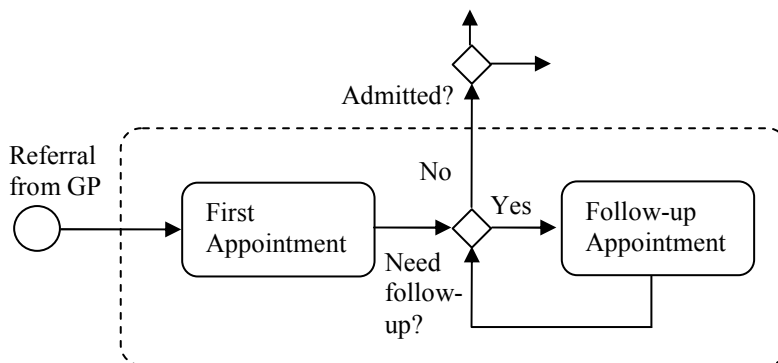 Admitted?
Referral
from GP
No
First
Appointment
Yes
Follow-up
Appointment
Need
follow-
up?